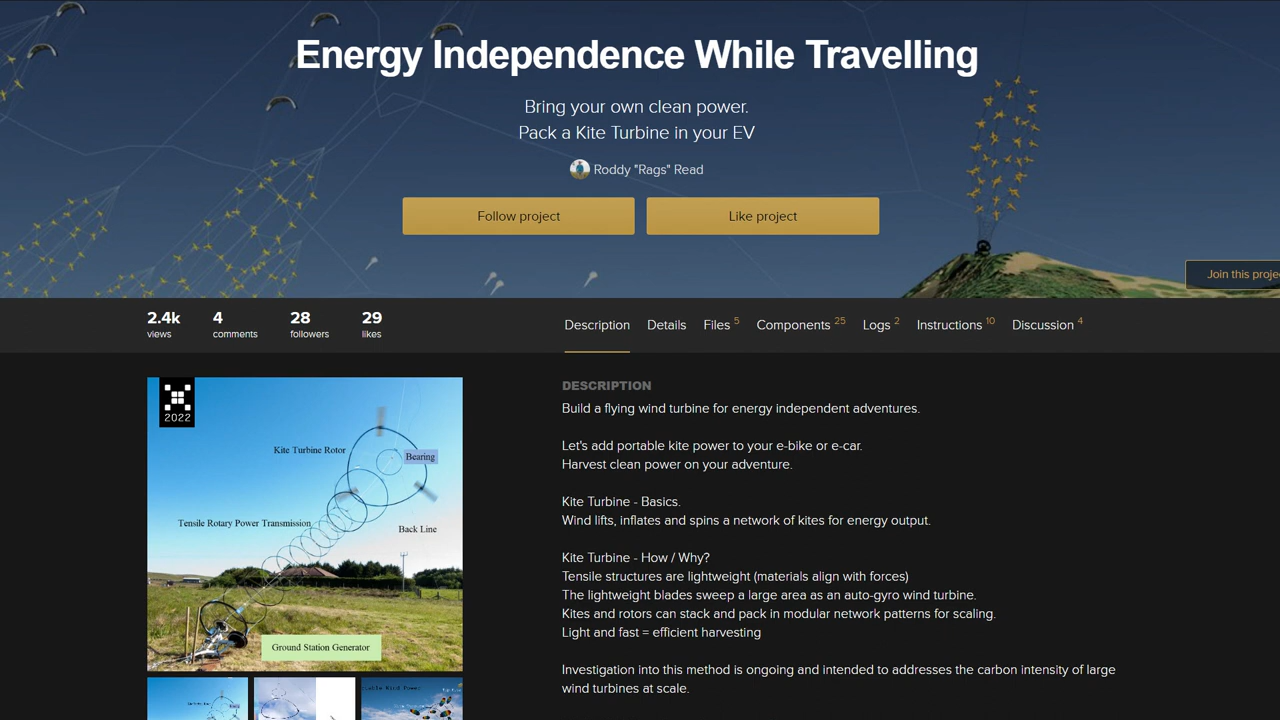 Energy Independence While Travelling
Bring your own clean power.
Pack a Kite Turbine in your EV
Roddy "Rags" Read
Follow project
Like project
Join this proje
2.4k
views
4
comments
28
followers
29
likes
Description
Details
Files 5
Components 25
Logs 2
Instructions 10
Discussion 4
2022
Kite Turbine Rotor
Bearing
Tensile Rotary Power Transmission
Back Line
Ground Station Generator
DESCRIPTION
Build a flying wind turbine for energy independent adventures.
Let's add portable kite power to your e-bike or e-car.
Harvest clean power on your adventure.
Kite Turbine - Basics.
Wind lifts, inflates and spins a network of kites for energy output.
Kite Turbine - How / Why?
Tensile structures are lightweight (materials align with forces)
The lightweight blades sweep a large area as an auto-gyro wind turbine.
Kites and rotors can stack and pack in modular network patterns for scaling.
Light and fast = efficient harvesting
Investigation into this method is ongoing and intended to addresses the carbon intensity of large
wind turbines at scale.